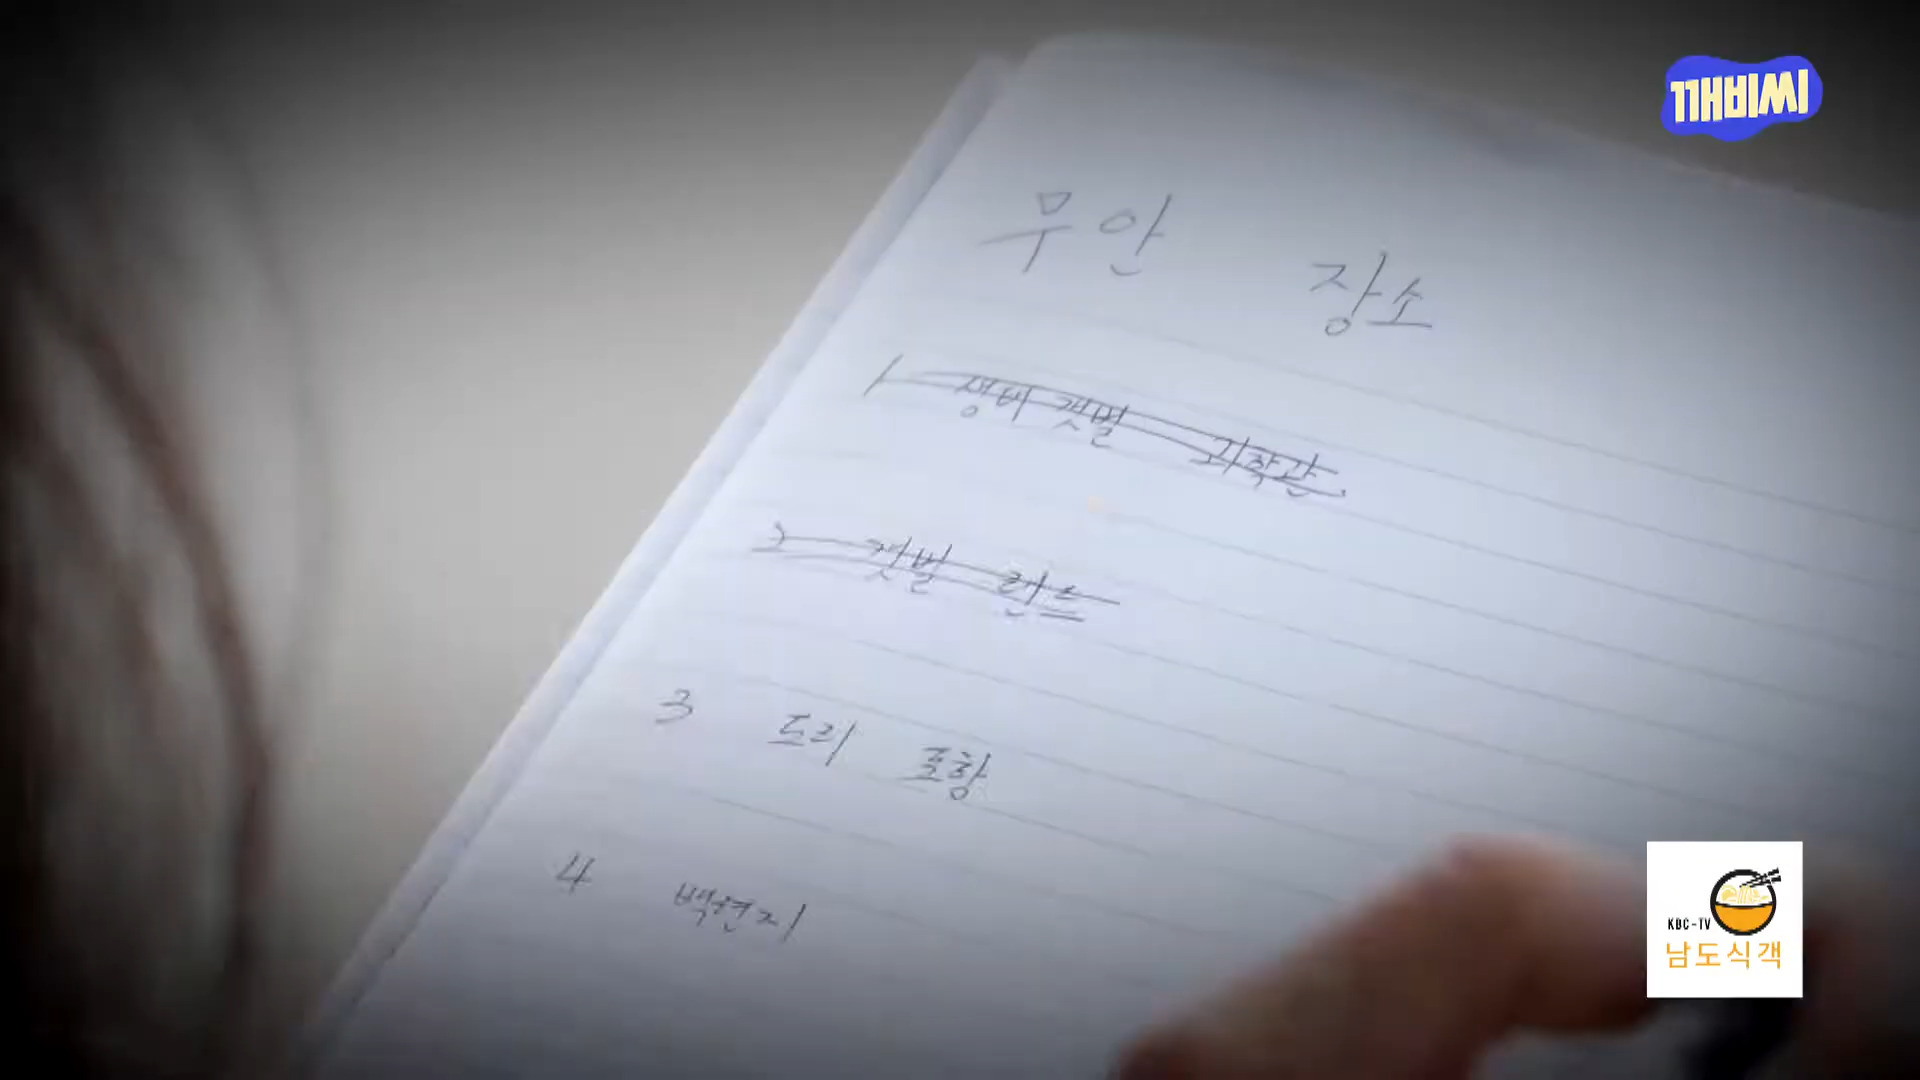 깨비씨
무안 장소
1 생태 갯벌 과학관
2 갯벌 랜드
3 도리 포항
4 백련지
KBC-TV
남도식객